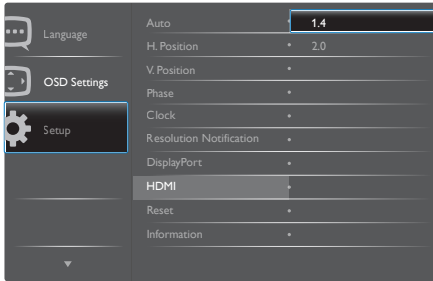 Language
OSD Settings
Setup
Auto
H. Position
V. Position
Phase
Clock
Resolution Notification
DisplayPort
HDMI
Reset
Information
1.4
2.0